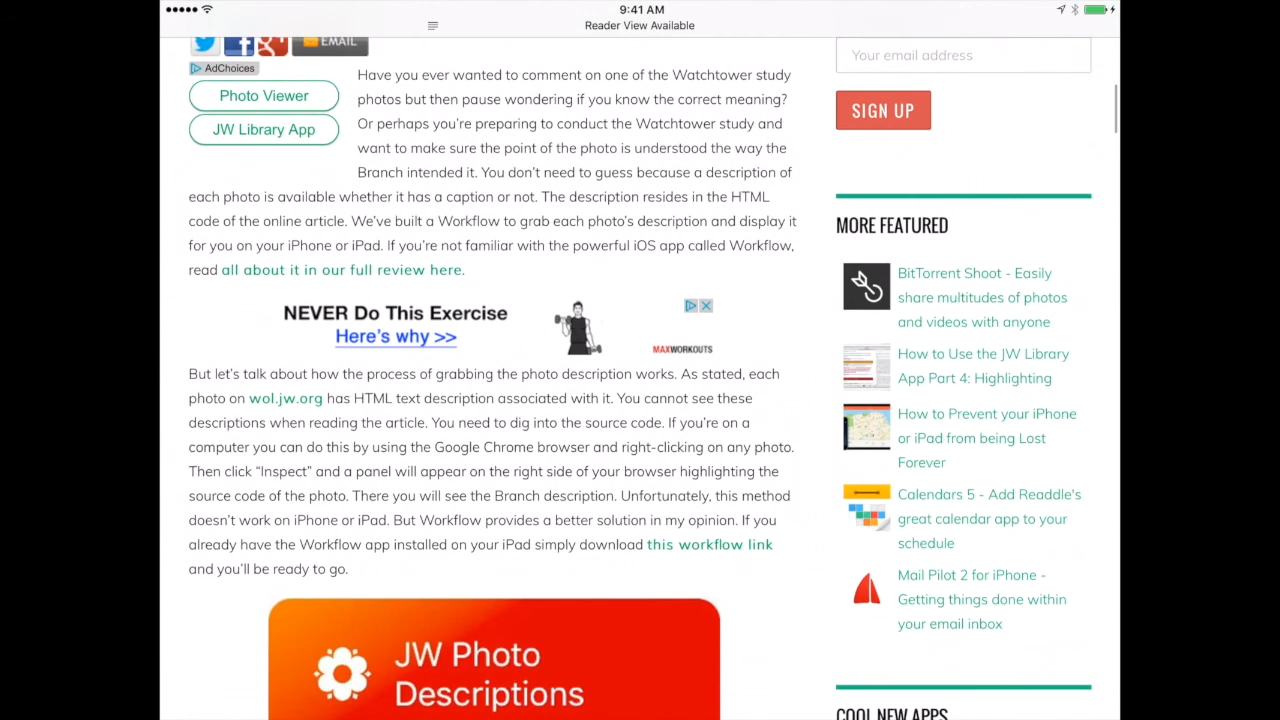 9:41 AM
Reader View Available
EMAIL
AdChoices
Photo Viewer
JW Library App
Have you ever wanted to comment on one of the Watchtower study
photos but then pause wondering if you know the correct meaning?
Or perhaps you're preparing to conduct the Watchtower study and
want to make sure the point of the photo is understood the way the
Branch intended it. You don't need to guess because a description of
each photo is available whether it has a caption or not. The description resides in the HTML
code of the online article. We've built a Workflow to grab each photo's description and display it
for you on your iPhone or iPad. If you're not familiar with the powerful iOS app called Workflow,
read all about it in our full review here.
NEVER Do This Exercise
Here's why >>
MAXWORKOUTS
But let's talk about how the process of grabbing the photo description works. As stated, each
photo on wol.jw.org has HTML text description associated with it. You cannot see these
descriptions when reading the article. You need to dig into the source code. If you're on a
computer you can do this by using the Google Chrome browser and right-clicking on any photo.
Then click “Inspect” and a panel will appear on the right side of your browser highlighting the
source code of the photo. There you will see the Branch description. Unfortunately, this method
doesn't work on iPhone or iPad. But Workflow provides a better solution in my opinion. If you
already have the Workflow app installed on your iPad simply download this workflow link
and you'll be ready to go.
JW Photo
Descriptions
Your email address
SIGN UP
MORE FEATURED
BitTorrent Shoot - Easily
share multitudes of photos
and videos with anyone
How to Use the JW Library
App Part 4: Highlighting
How to Prevent your iPhone
or iPad from being Lost
Forever
Calendars 5 - Add Readdle's
great calendar app to your
schedule
Mail Pilot 2 for iPhone -
Getting things done within
your email inbox
COOL NEW APPS